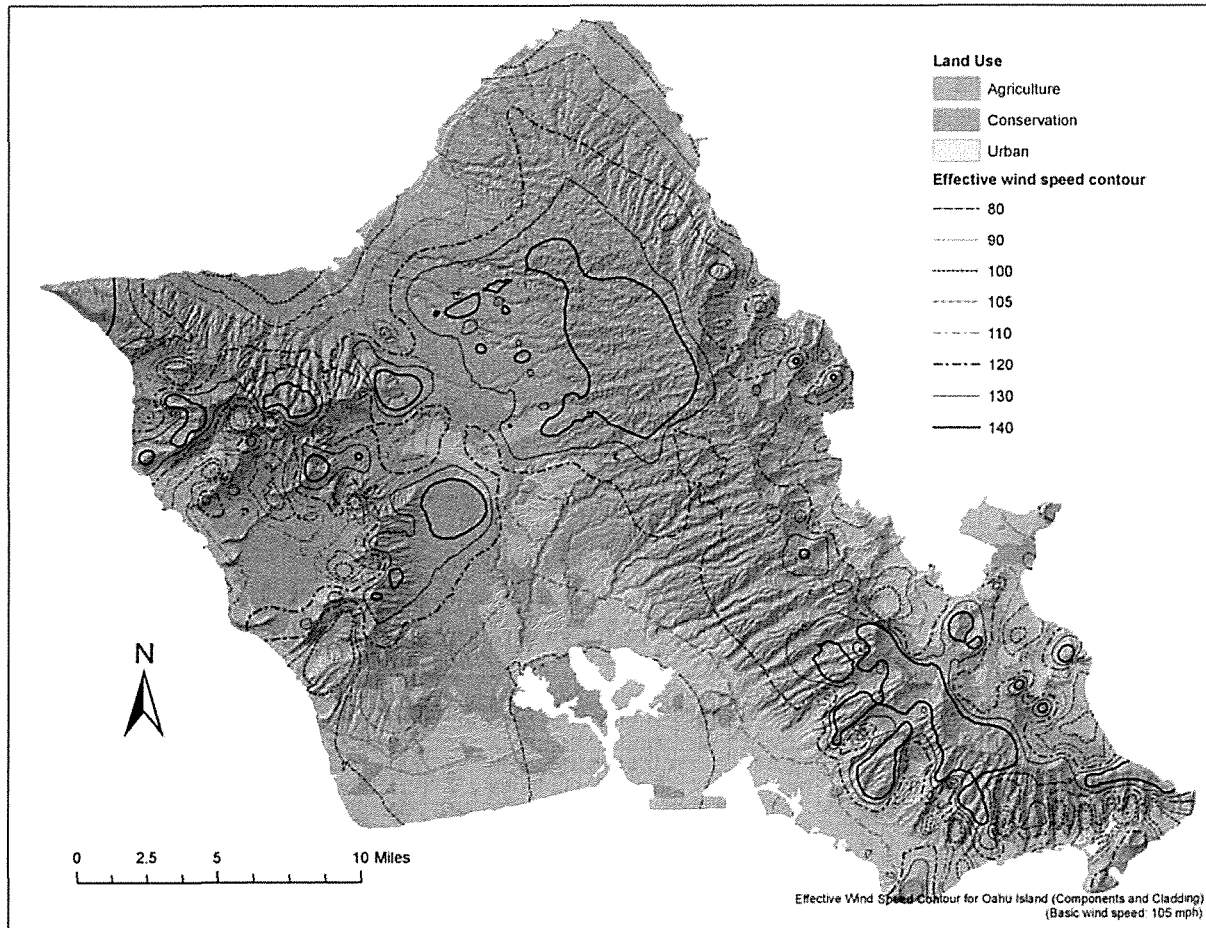 Land Use
Agriculture
Conservation
Urban
Effective wind speed contour
80
90
100
105
110
120
130
140
N
0 2.5 5 10 Miles
Effective Wind Speed Contour for Oahu Island (Components and Cladding)
(Basic wind speed: 105 mph)